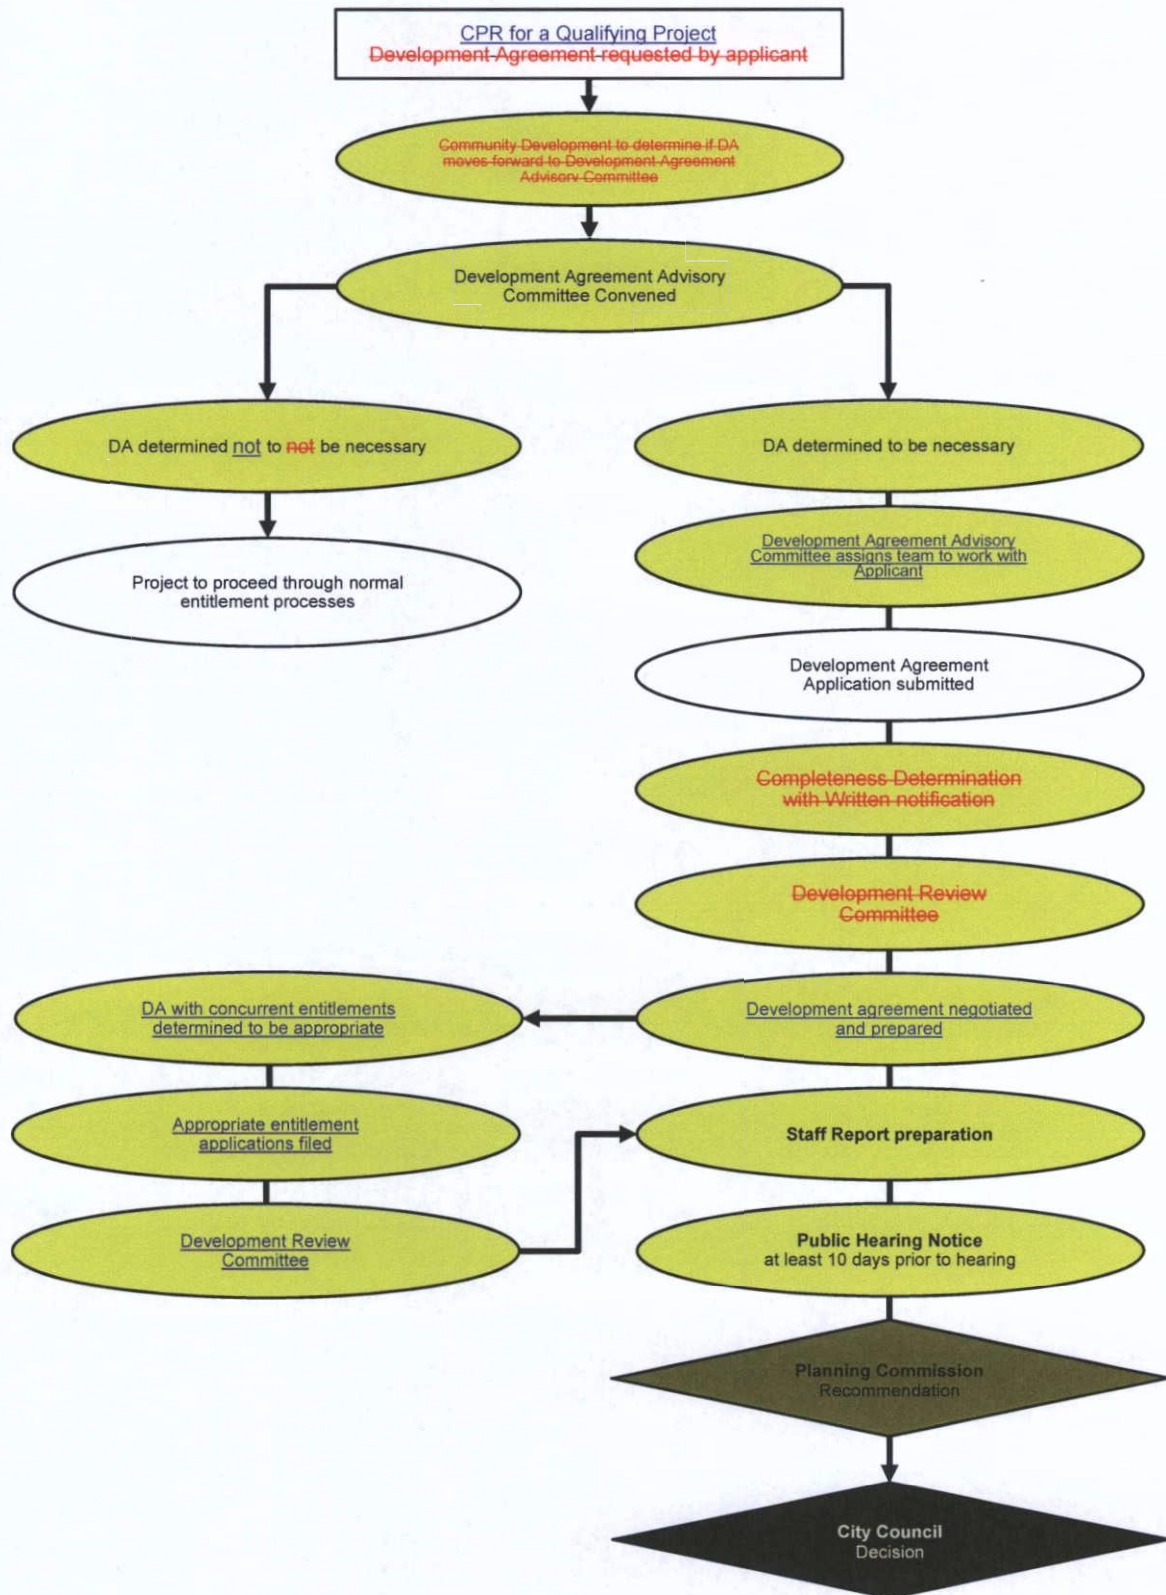 CPR for a Qualifying Project
Development Agreement requested by applicant
Community Development to determine if DA
moves forward to Development Agreement
Advisory Committee
Development Agreement Advisory
Committee Convened
DA determined not to not be necessary
DA determined to be necessary
Project to proceed through normal
entitlement processes
Development Agreement Advisory
Committee assigns team to work with
Applicant
Development Agreement
Application submitted
Completeness Determination
with Written notification
Development Review
Committee
DA with concurrent entitlements
determined to be appropriate
Development agreement negotiated
and prepared
Appropriate entitlement
applications filed
Staff Report preparation
Development Review
Committee
Public Hearing Notice
at least 10 days prior to hearing
Planning Commission
Recommendation
City Council
Decision